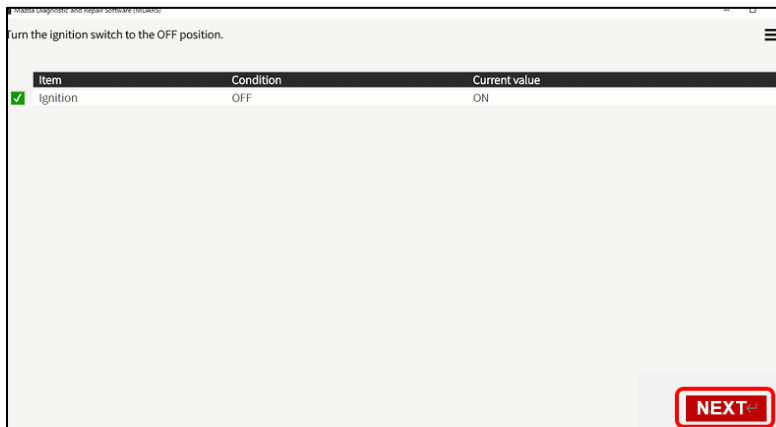 Mazda Diagnostic and Repair Software (MDARS)
Turn the ignition switch to the OFF position.
Item Condition Current value
Ignition OFF ON
NEXT↵